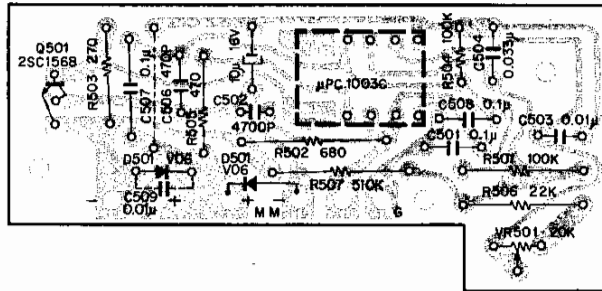 Q501
2SC1568
R503 270
C507 0.1μ
C506 470P
R505 470
10μ 16V
C502
4700P
μPC 1003G
R504 100K
C504
0.033μ
C508 0.1μ
C501 0.1μ
C503 0.01μ
D501 V06
C509
0.01μ
D501
V06
R502 680
R507 510K
R501 100K
R506 22K
VR501 20K
- +
+ - M M
G